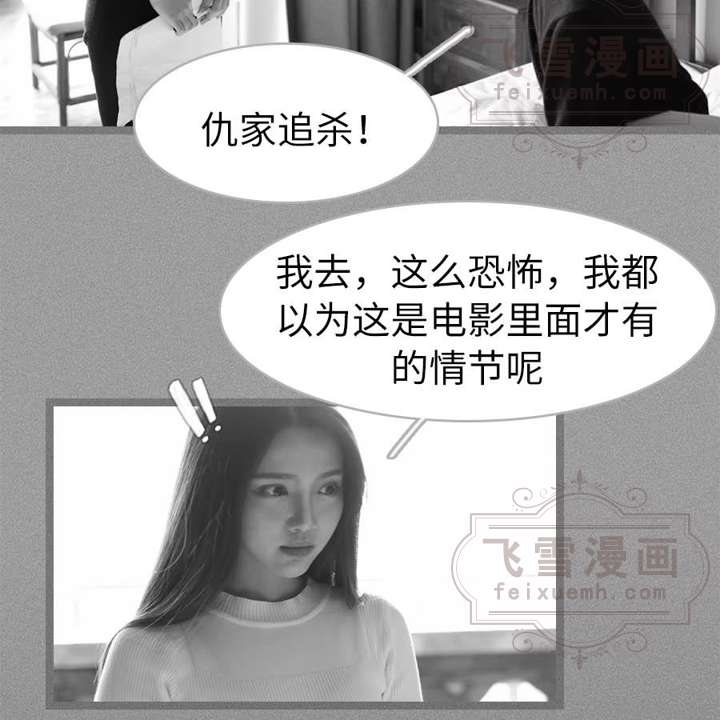 飞雪漫画
feixuemh.com
仇家追杀！
我去，这么恐怖，我都
以为这是电影里面才有
的情节呢
!!
飞雪漫画
feixuemh.com